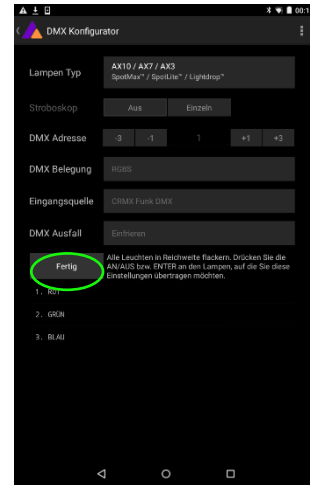 00:1
DMX Konfigurator
Lampen Typ
AX10 / AX7 / AX3
SpotMax™ / SpotLite™ / Lightdrop™
Stroboskop Aus Einzeln
DMX Adresse -3 -1 1 +1 +3
DMX Belegung RGBS
Eingangsquelle CRMX Funk DMX
DMX Ausfall Einfrieren
Fertig
Alle Leuchten in Reichweite flackern. Drücken Sie die
AN/AUS bzw. ENTER an den Lampen, auf die Sie diese
Einstellungen übertragen möchten.
1. ROT
2. GRÜN
3. BLAU